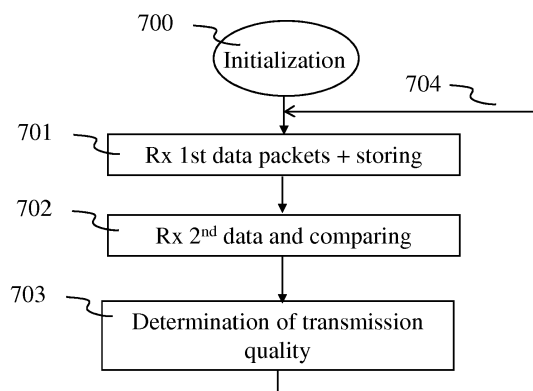 700
Initialization
704
701
Rx 1st data packets + storing
702
Rx 2nd data and comparing
703
Determination of transmission
quality